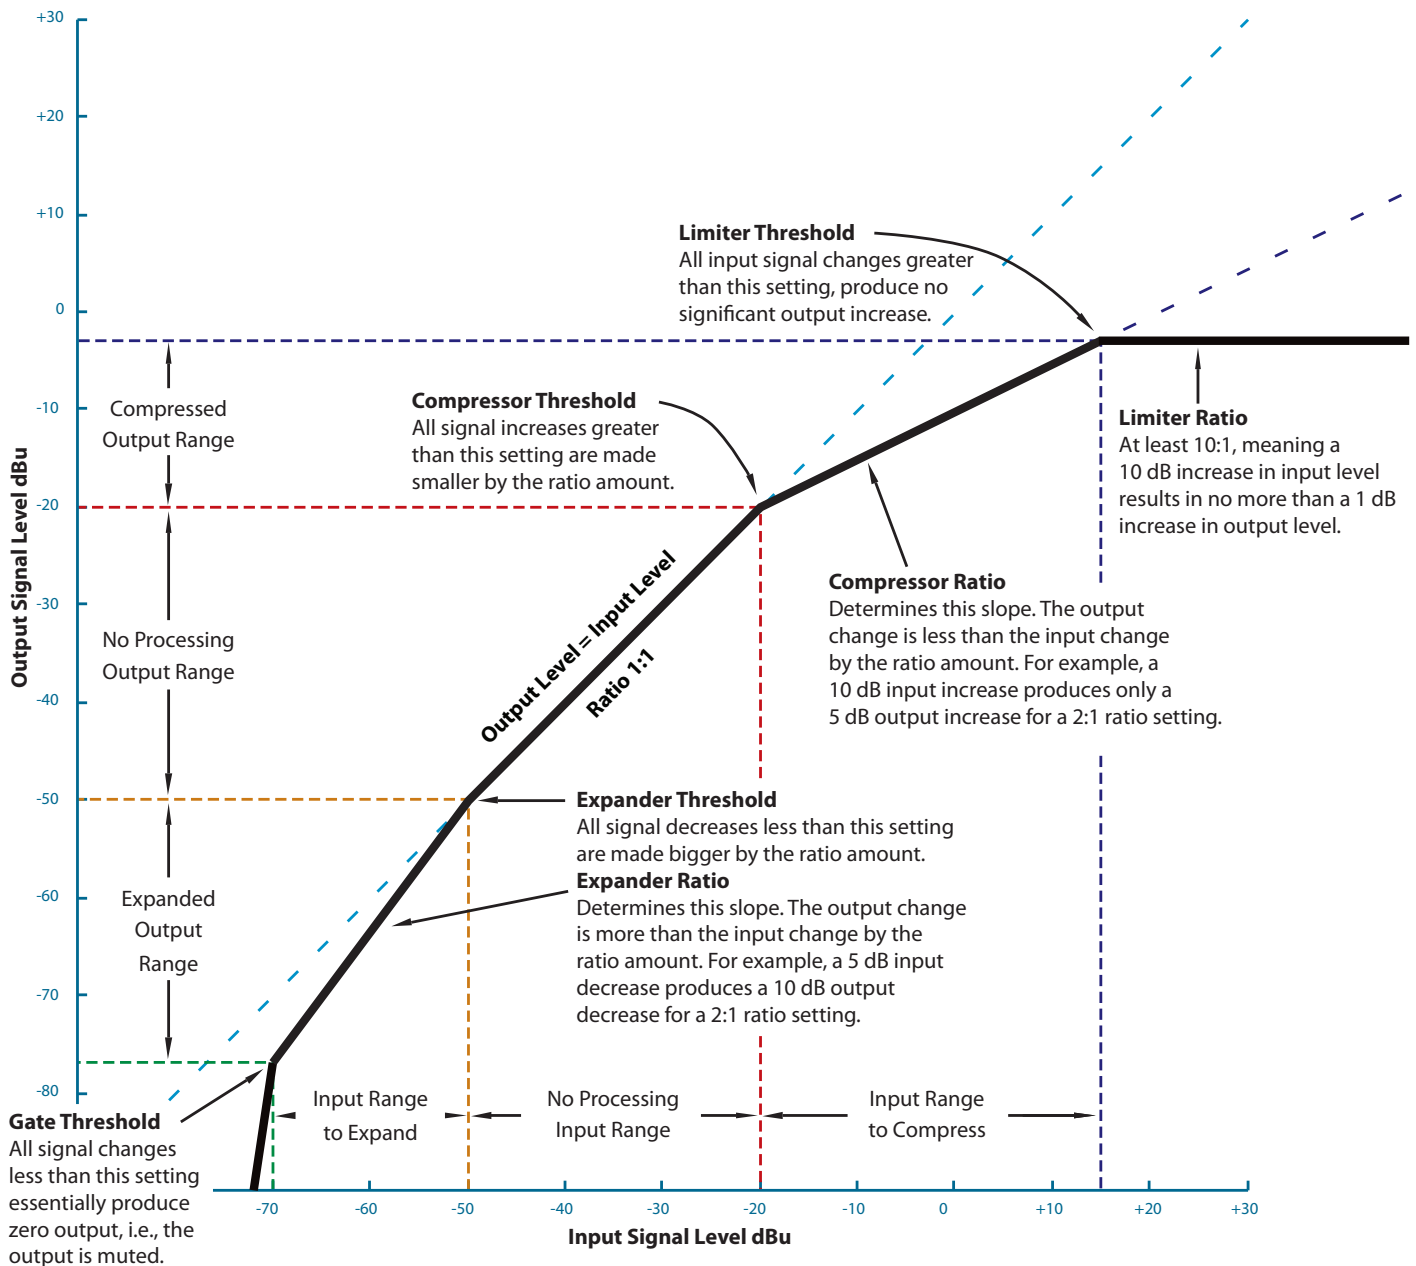 +30
+20
+10
0
-10
-20
-30
-40
-50
-60
-70
-80
Output Signal Level dBu
Limiter Threshold
All input signal changes greater
than this setting, produce no
significant output increase.
Compressed
Output Range
Compressor Threshold
All signal increases greater
than this setting are made
smaller by the ratio amount.
Limiter Ratio
At least 10:1, meaning a
10 dB increase in input level
results in no more than a 1 dB
increase in output level.
Output Level = Input Level
Ratio 1:1
Compressor Ratio
Determines this slope. The output
change is less than the input change
by the ratio amount. For example, a
10 dB input increase produces only a
5 dB output increase for a 2:1 ratio setting.
No Processing
Output Range
Expander Threshold
All signal decreases less than this setting
are made bigger by the ratio amount.
Expander Ratio
Determines this slope. The output change
is more than the input change by the
ratio amount. For example, a 5 dB input
decrease produces a 10 dB output
decrease for a 2:1 ratio setting.
Expanded
Output
Range
Input Range
to Expand
No Processing
Input Range
Input Range
to Compress
Gate Threshold
All signal changes
less than this setting
essentially produce
zero output, i.e., the
output is muted.
-70
-60
-50
-40
-30
-20
-10
0
+10
+20
+30
Input Signal Level dBu